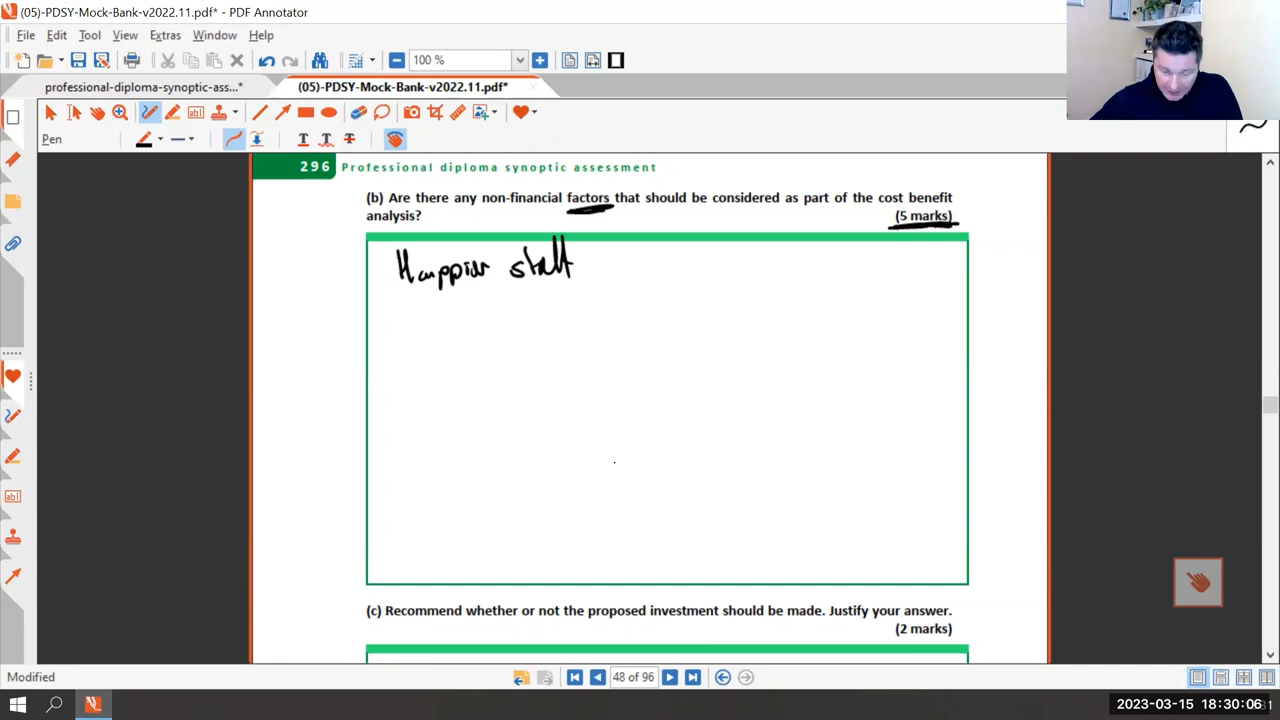 (05)-PDSY-Mock-Bank-v2022.11.pdf* - PDF Annotator
File Edit Tool View Extras Window Help
100 %
professional-diploma-synoptic-ass...* (05)-PDSY-Mock-Bank-v2022.11.pdf*
Pen
296 Professional diploma synoptic assessment
(b) Are there any non-financial factors that should be considered as part of the cost benefit
analysis? (5 marks)
Happier staff
(c) Recommend whether or not the proposed investment should be made. Justify your answer.
(2 marks)
Modified 48 of 96
2023-03-15 18:30:06